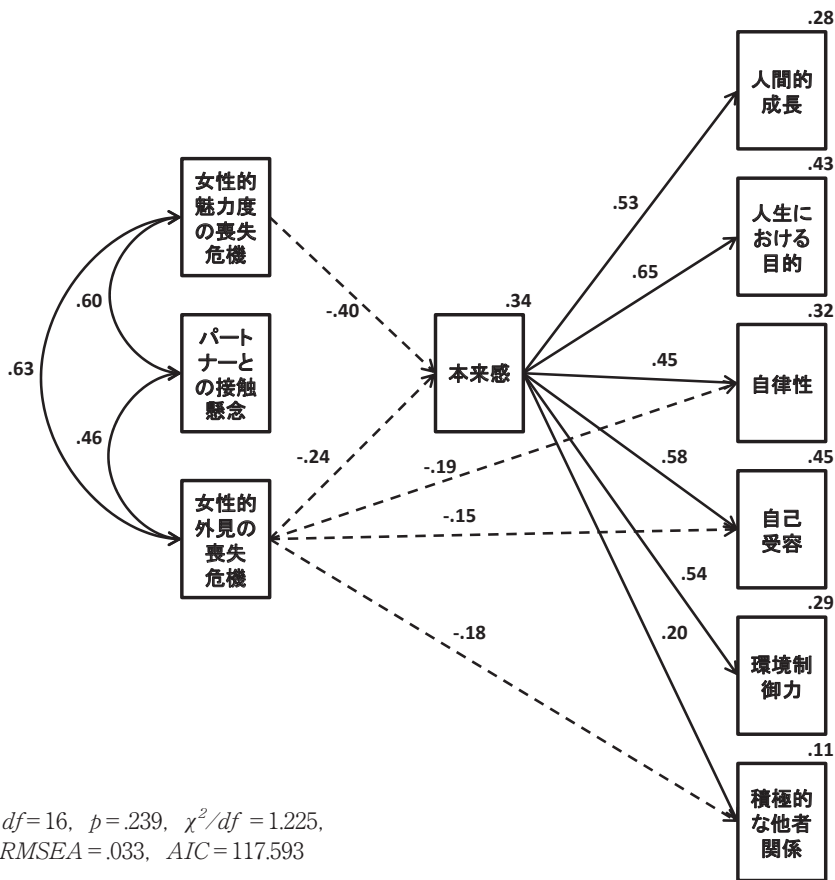 .28
人間的
成長
.43
女性的
魅力度
の喪失
危機
人生に
おける
目的
.53
.65
.60
-.40
.34
.32
パート
ナーと
の接触
懸念
本来感
.45
自律性
.63
.46
-.24
-.19
.58
.45
女性的
外見の
喪失
危機
-.15
自己
受容
.54
.29
-.18
.20
環境制
御力
.11
積極的
な他者
関係
df=16, p=.239, χ²/df=1.225,
RMSEA=.033, AIC=117.593